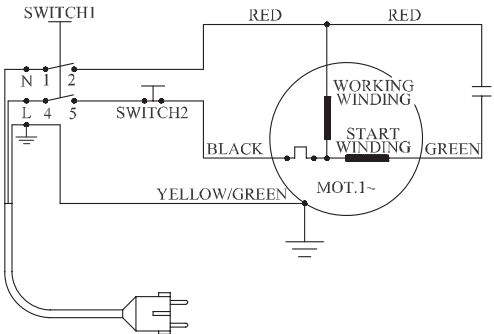 SWITCH1
RED RED
N 1 2
WORKING
WINDING
L 4 5
SWITCH2
START
WINDING
BLACK
GREEN
MOT.1~
YELLOW/GREEN